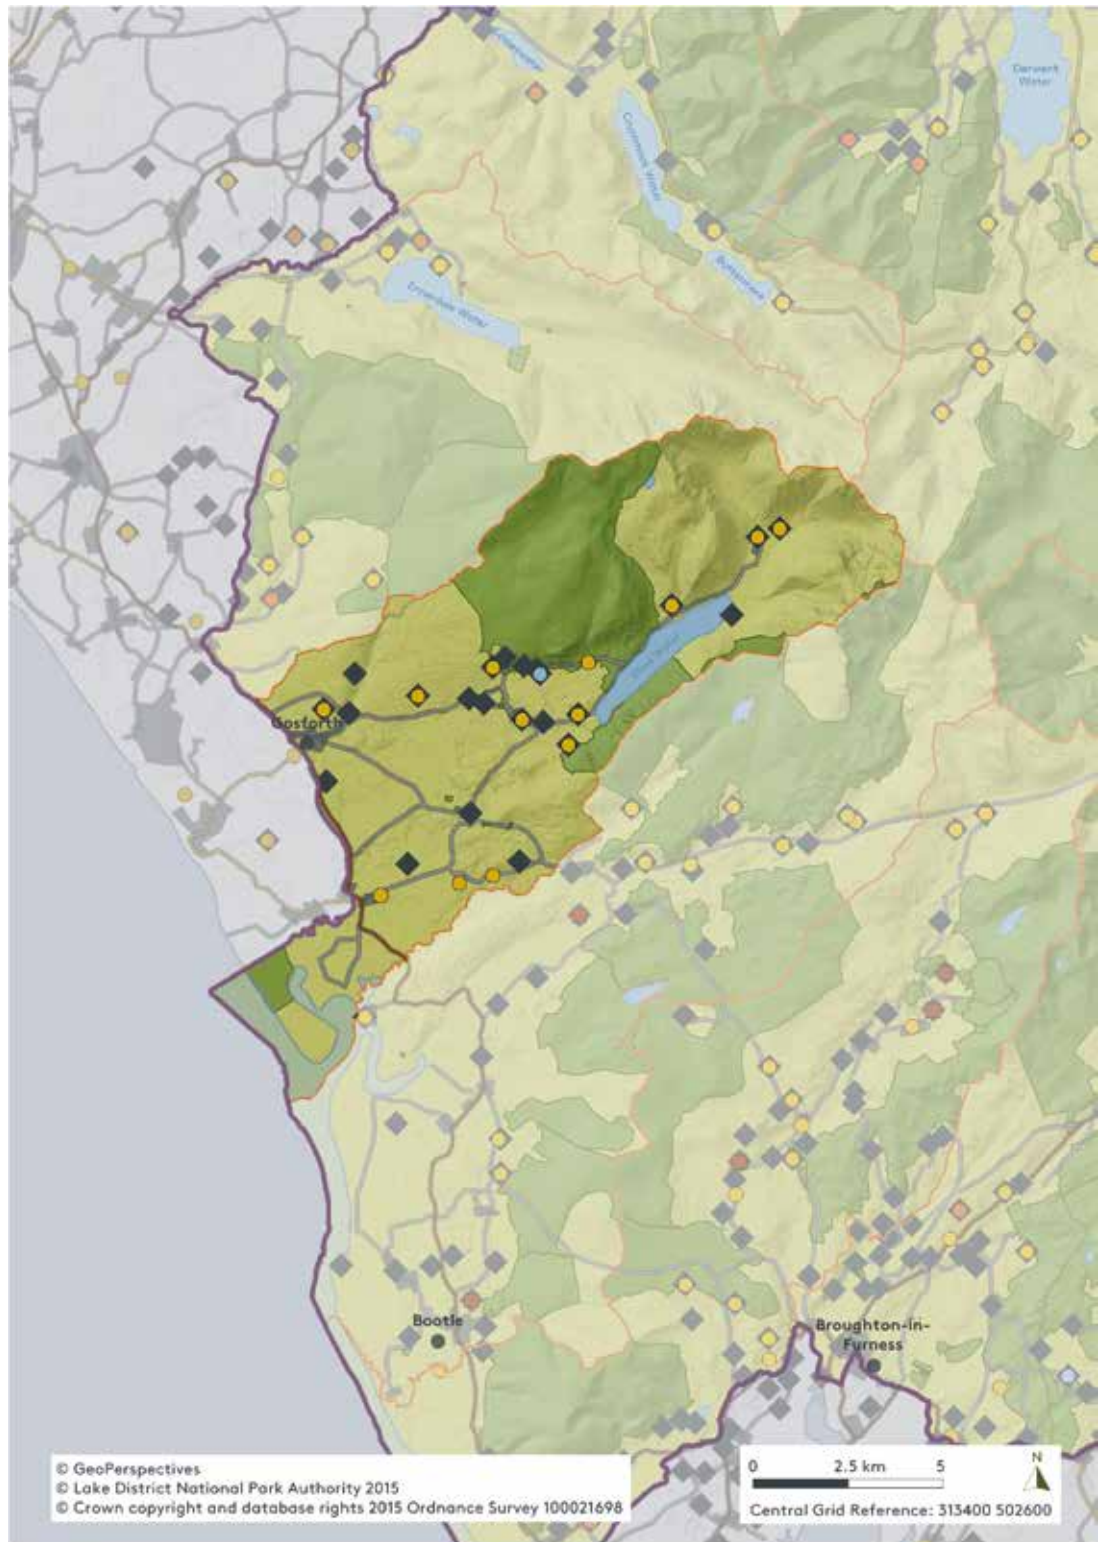 Derwent
Water
Crummock Water
Buttermere
Ennerdale Water
Gosforth
Bootle
Broughton-in-
Furness
© GeoPerspectives
© Lake District National Park Authority 2015
© Crown copyright and database rights 2015 Ordnance Survey 100021698
0 2.5 km 5
N
Central Grid Reference: 313400 502600